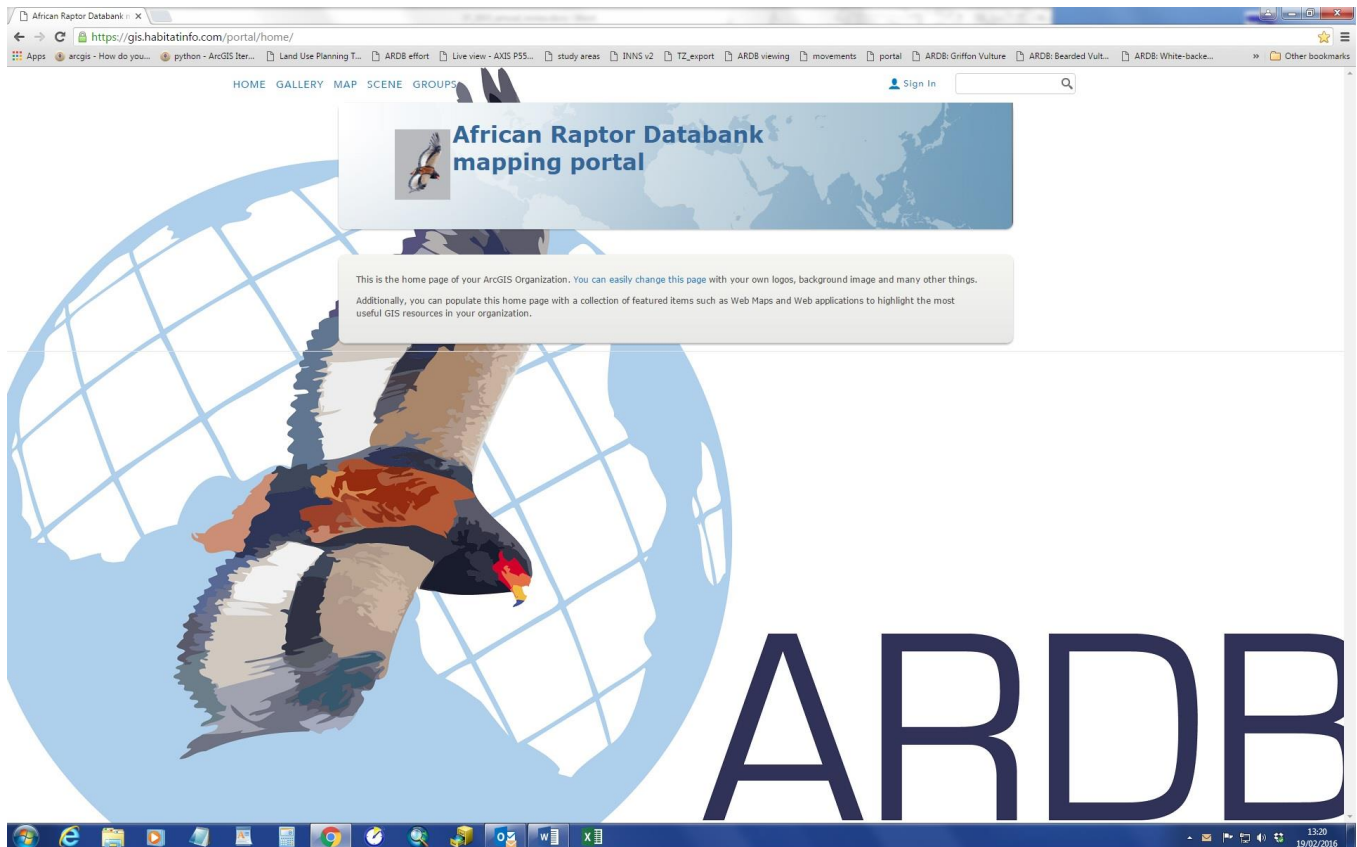 African Raptor Databank n
https://gis.habitatinfo.com/portal/home/
Apps arcgis - How do you... python - ArcGIS Iter... Land Use Planning T... ARDB effort Live view - AXIS P55... study areas INNS v2 TZ_export ARDB viewing movements portal ARDB: Griffon Vulture ARDB: Bearded Vult... ARDB: White-backe... » Other bookmarks
HOME GALLERY MAP SCENE GROUPS Sign In
African Raptor Databank
mapping portal
This is the home page of your ArcGIS Organization. You can easily change this page with your own logos, background image and many other things.
Additionally, you can populate this home page with a collection of featured items such as Web Maps and Web applications to highlight the most
useful GIS resources in your organization.
ARDB
13:20
19/02/2016